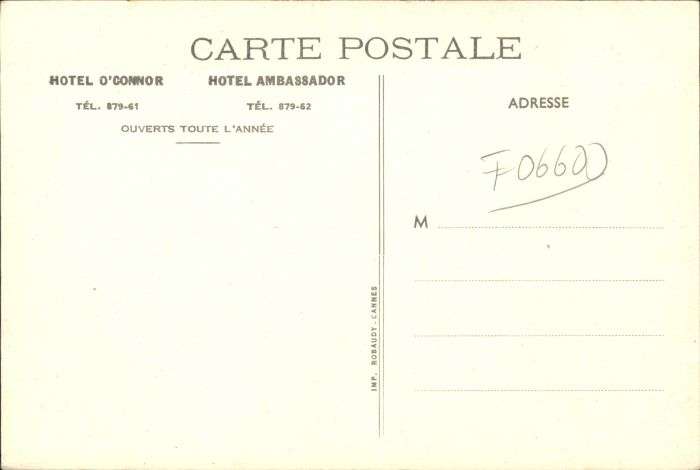 CARTE POSTALE
HOTEL O'CONNOR HOTEL AMBASSADOR
TÉL. 879-61 TÉL. 879-62
OUVERTS TOUTE L'ANNÉE
IMP. ROBAUDY - CANNES
ADRESSE
F06600
M